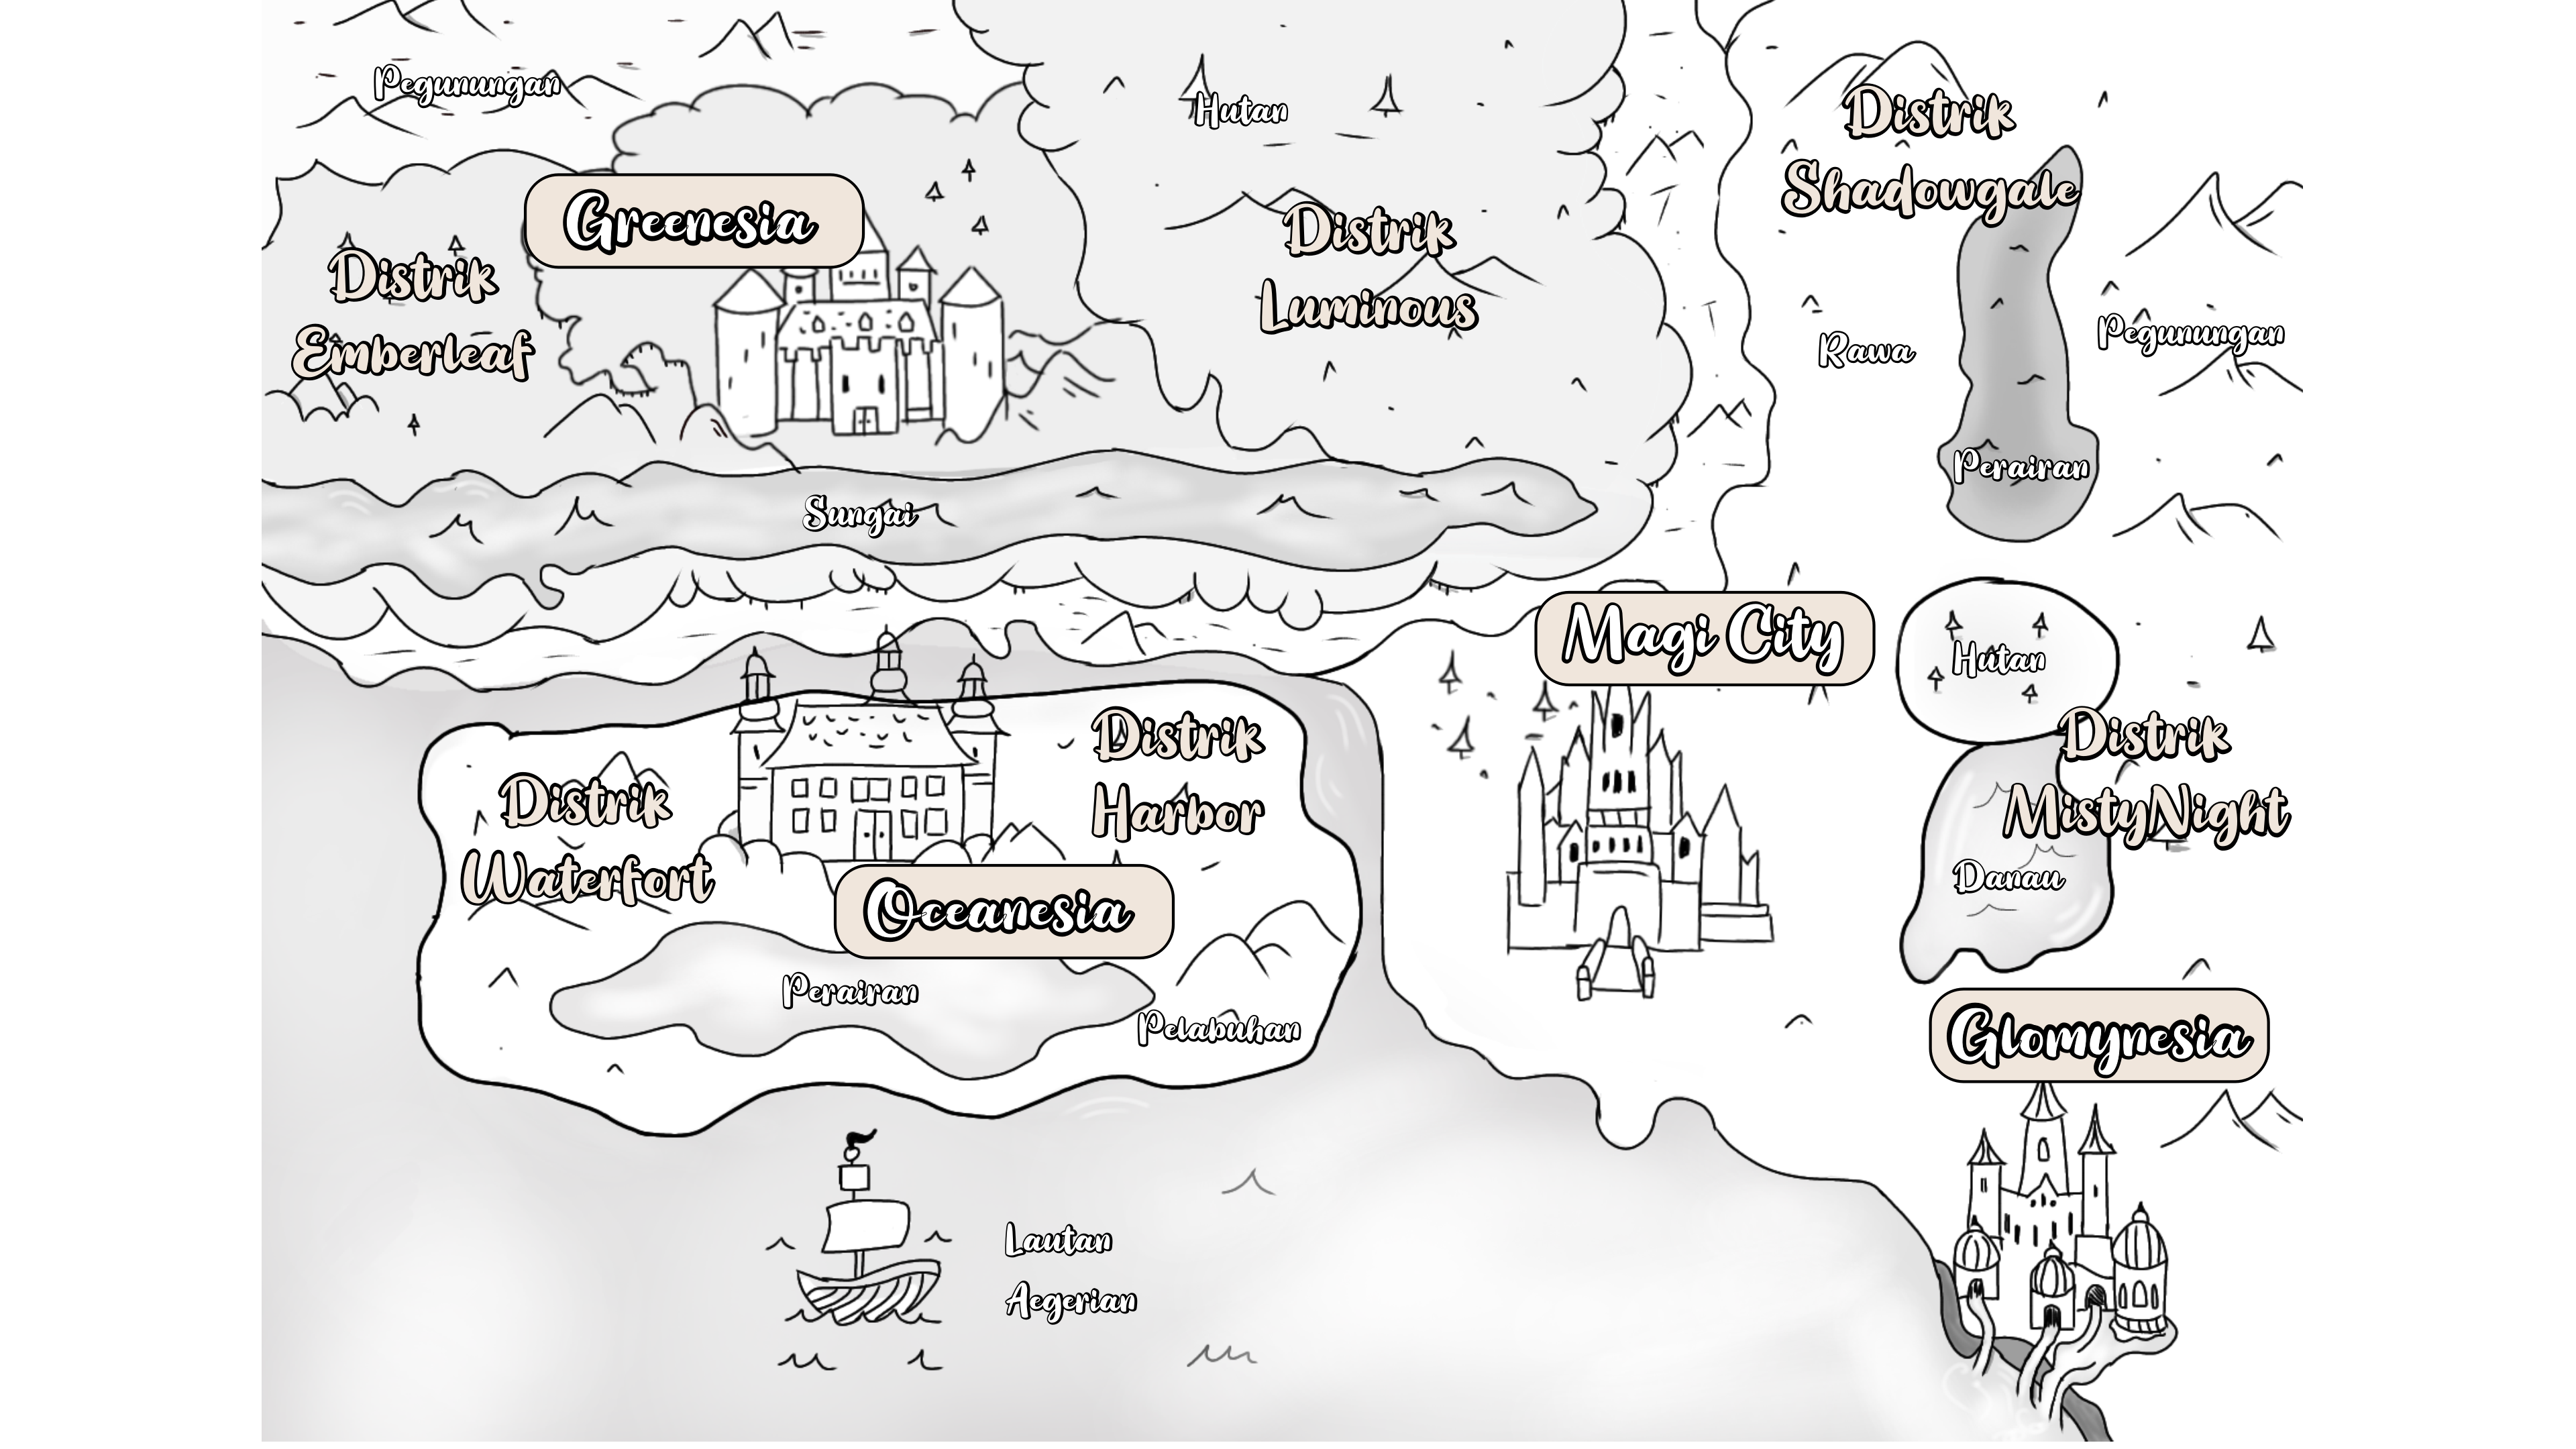 Pegunungan
Hutan
Distrik
Shadowgale
Greenesia
Distrik
Emberleaf
Distrik
Luminous
Rawa
Pegunungan
Perairan
Sungai
Magi City
Hutan
Distrik
MistyNight
Danau
Distrik
Waterfort
Distrik
Harbor
Oceanesia
Perairan
Pelabuhan
Glomynesia
Lautan
Aegerian